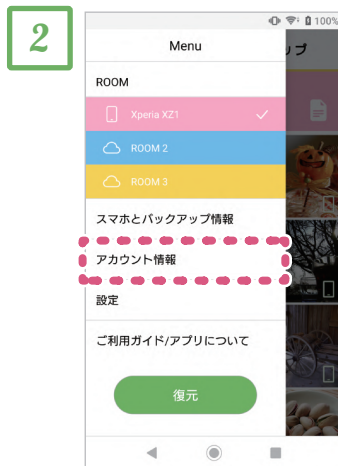 2
100%
Menu
ップ
ROOM
Xperia XZ1
ROOM 2
ROOM 3
スマホとバックアップ情報
アカウント情報
設定
ご利用ガイド/アプリについて
復元